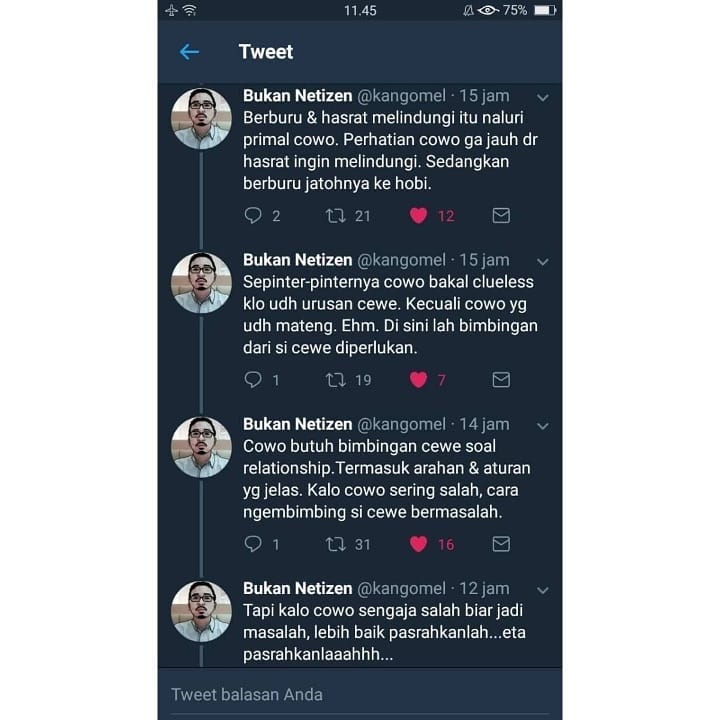 11.45
75%
Tweet
Bukan Netizen @kangomel · 15 jam
Berburu & hasrat melindungi itu naluri
primal cowo. Perhatian cowo ga jauh dr
hasrat ingin melindungi. Sedangkan
berburu jatohnya ke hobi.
2 21 12
Bukan Netizen @kangomel · 15 jam
Sepinter-pinternya cowo bakal clueless
klo udh urusan cewe. Kecuali cowo yg
udh mateng. Ehm. Di sini lah bimbingan
dari si cewe diperlukan.
1 19 7
Bukan Netizen @kangomel · 14 jam
Cowo butuh bimbingan cewe soal
relationship.Termasuk arahan & aturan
yg jelas. Kalo cowo sering salah, cara
ngembimbing si cewe bermasalah.
1 31 16
Bukan Netizen @kangomel · 12 jam
Tapi kalo cowo sengaja salah biar jadi
masalah, lebih baik pasrahkanlah...eta
pasrahkanlaaahhh...
Tweet balasan Anda